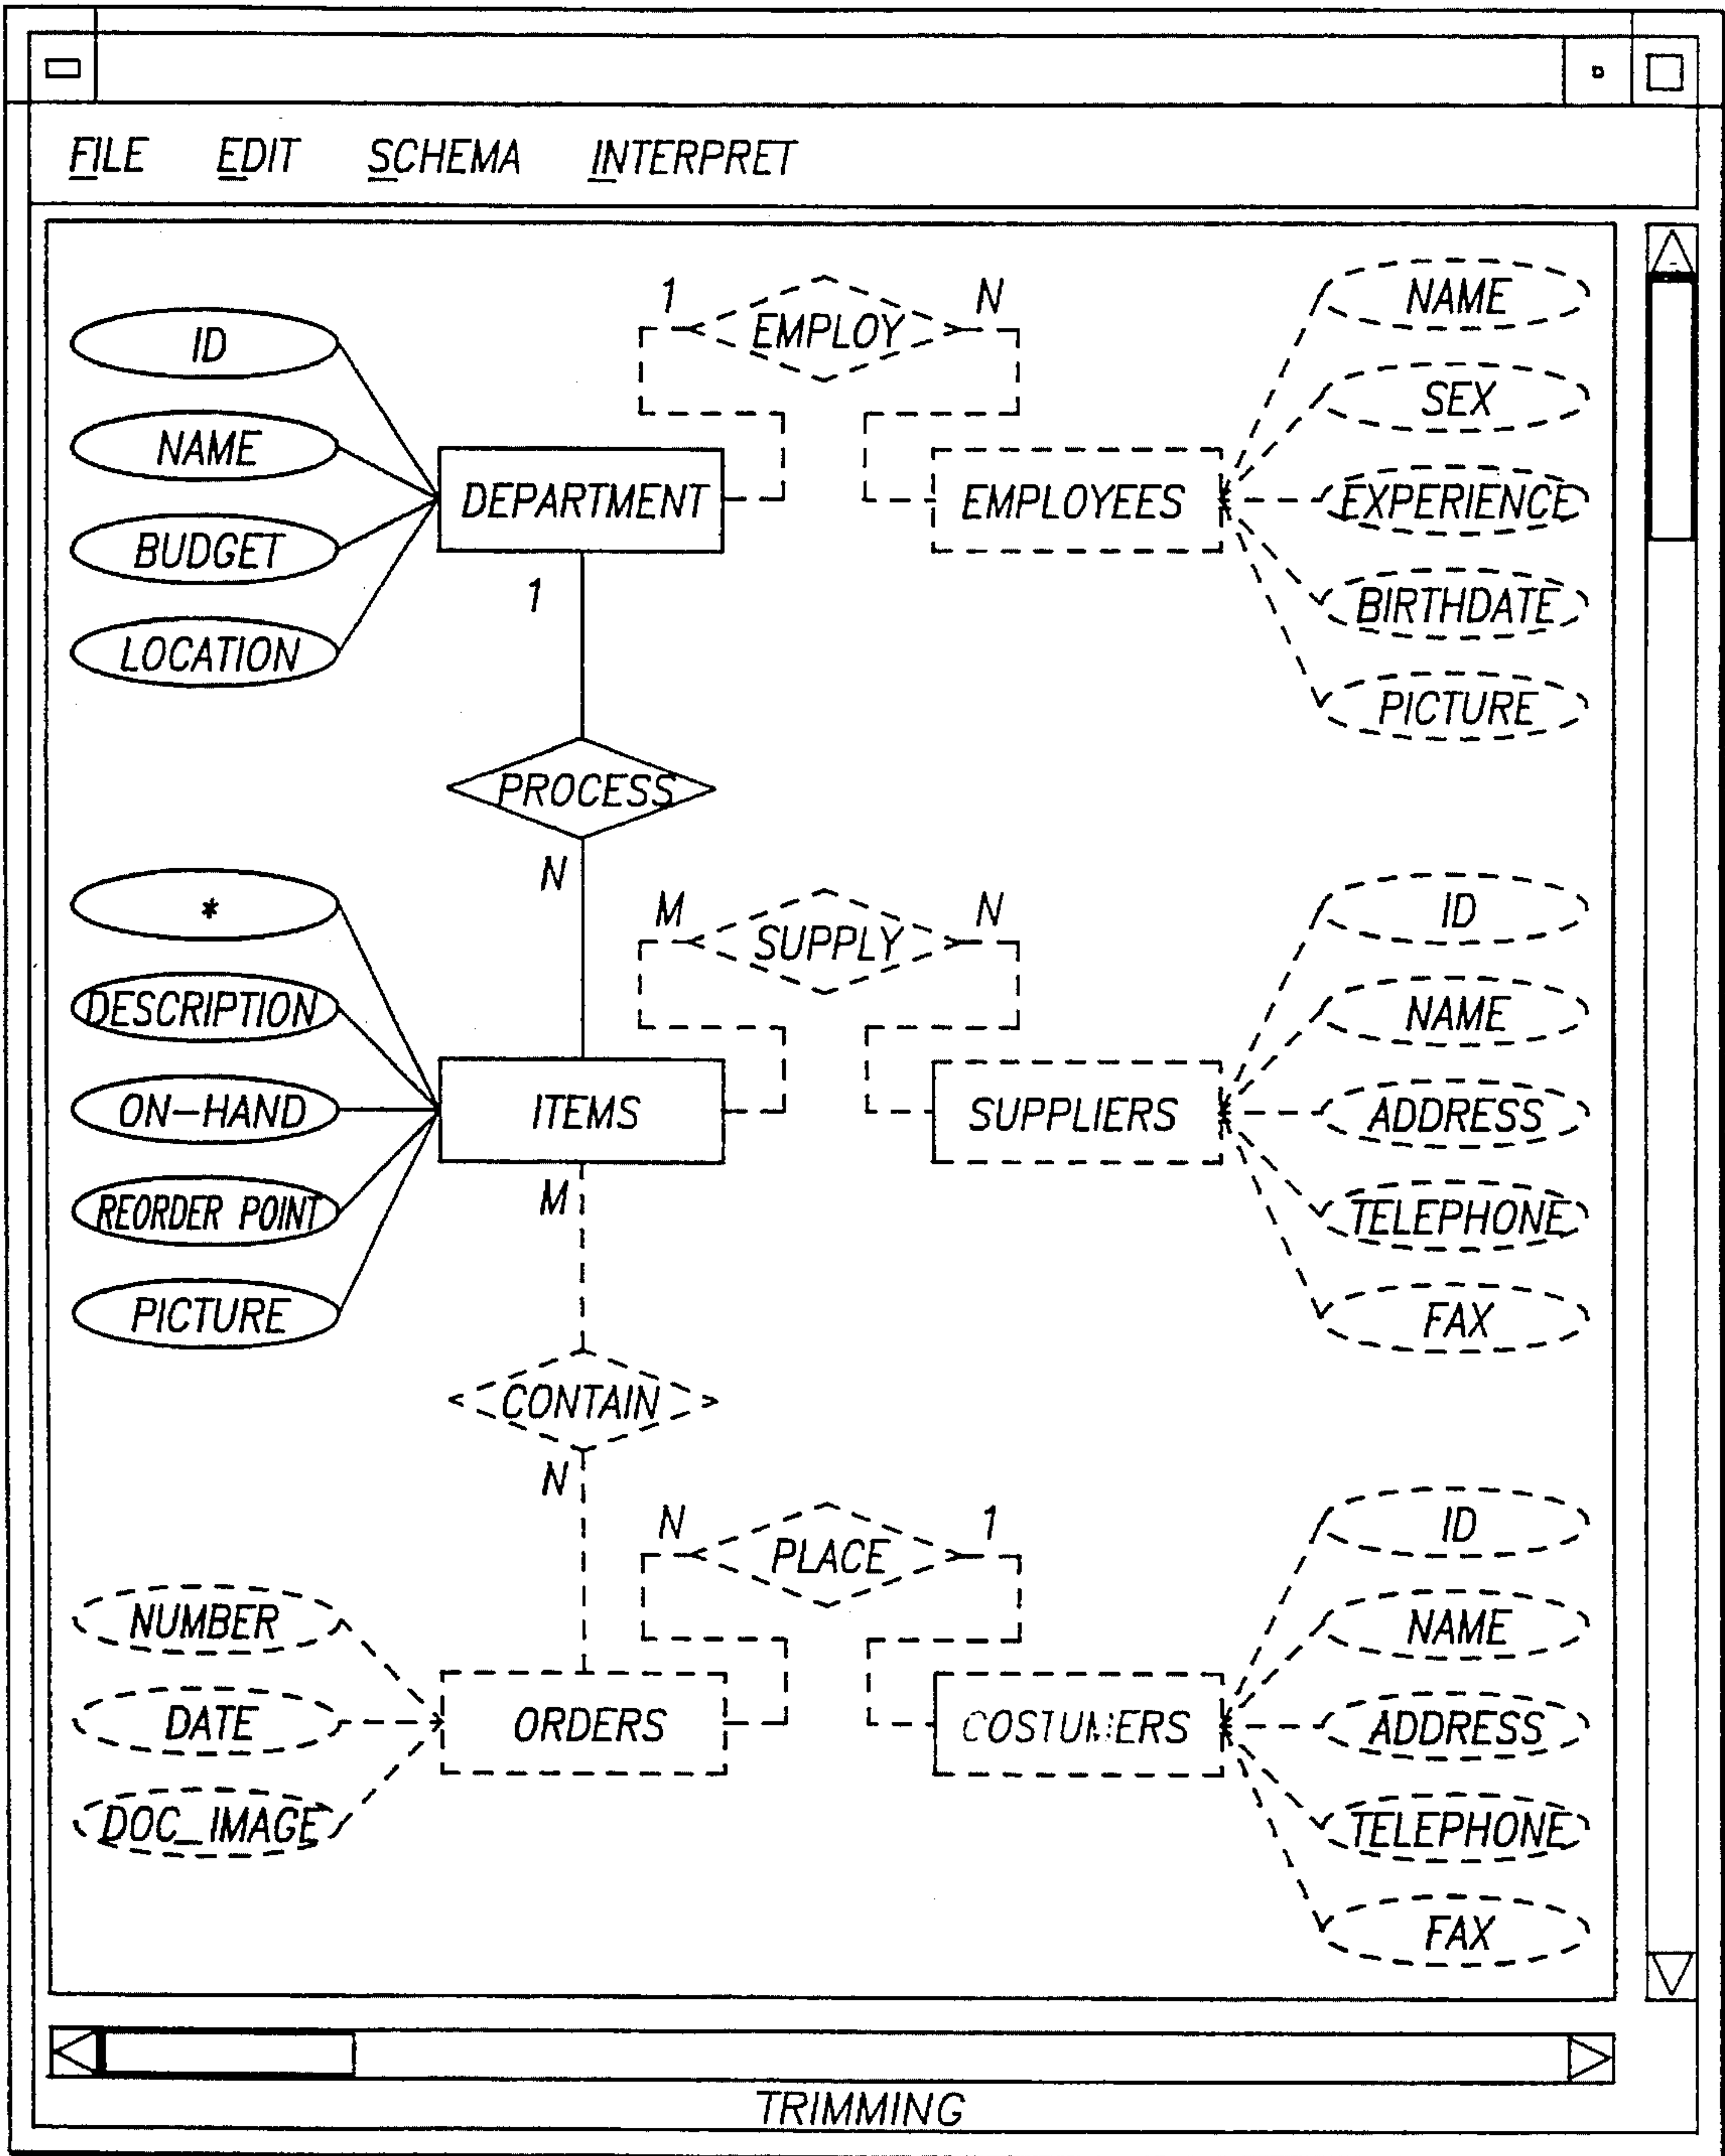 FILE EDIT SCHEMA INTERPRET
1 EMPLOY N
NAME
SEX
EXPERIENCE
BIRTHDATE
PICTURE
ID
NAME
BUDGET
LOCATION
DEPARTMENT
EMPLOYEES
1
PROCESS
N
*
DESCRIPTION
ON-HAND
REORDER POINT
PICTURE
M SUPPLY N
ITEMS
SUPPLIERS
ID
NAME
ADDRESS
TELEPHONE
FAX
M
CONTAIN
N
N PLACE 1
NUMBER
DATE
DOC_IMAGE
ORDERS
COSTUMERS
ID
NAME
ADDRESS
TELEPHONE
FAX
TRIMMING